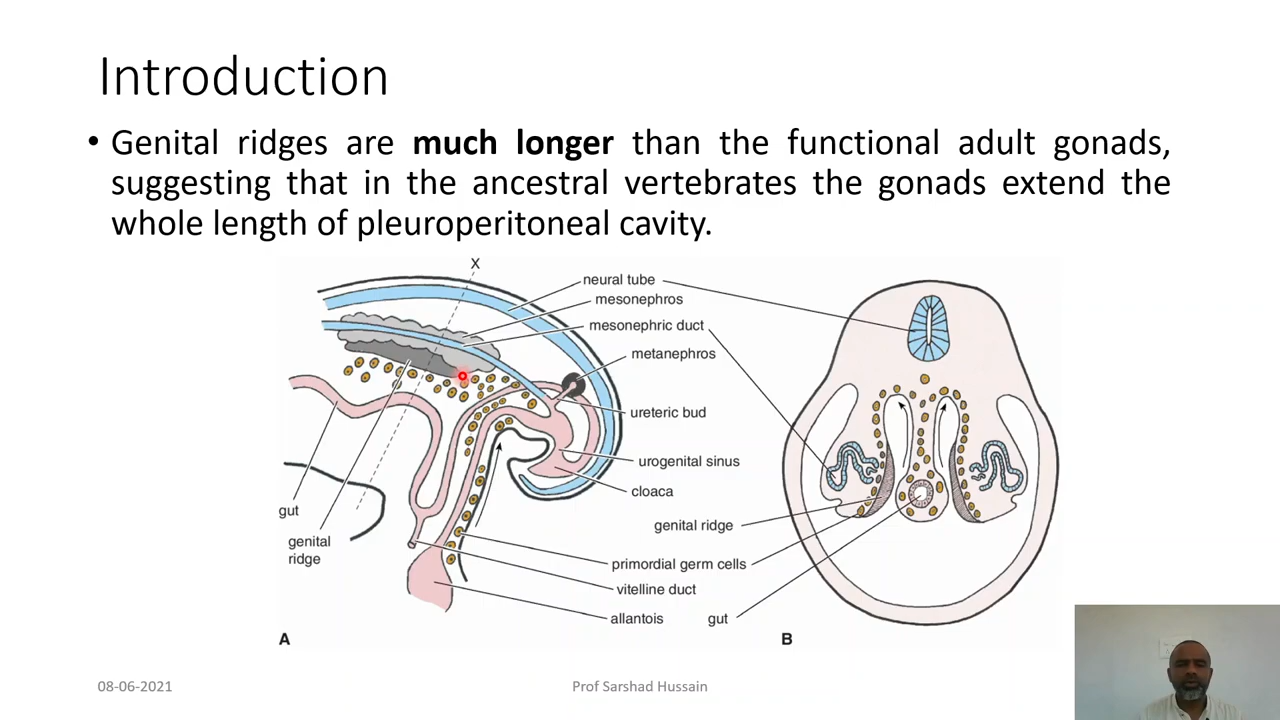 Introduction
• Genital ridges are much longer than the functional adult gonads,
suggesting that in the ancestral vertebrates the gonads extend the
whole length of pleuroperitoneal cavity.
X
neural tube
mesonephros
mesonephric duct
metanephros
ureteric bud
urogenital sinus
cloaca
gut
genital
ridge
genital ridge
primordial germ cells
vitelline duct
allantois
gut
A
B
08-06-2021
Prof Sarshad Hussain